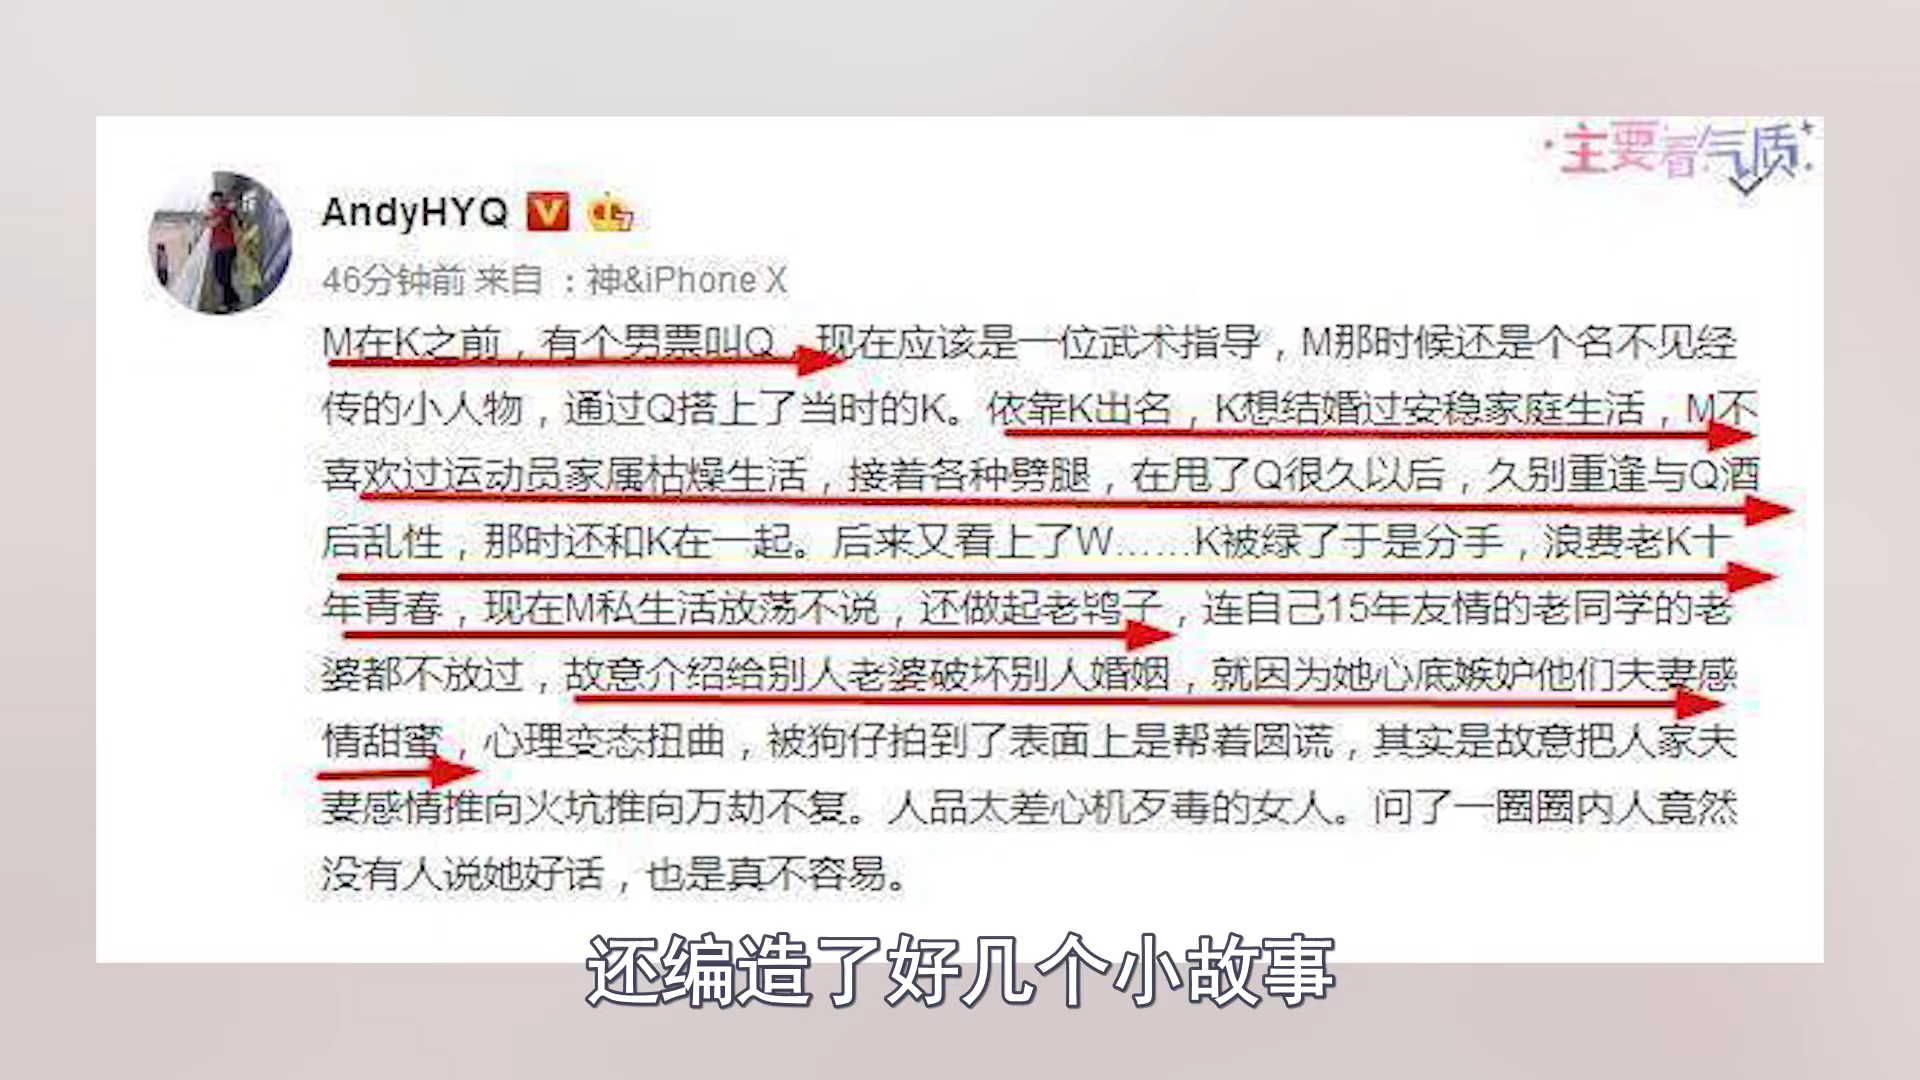 主要看气质
AndyHYQ
46分钟前 来自：神&iPhone X
M在K之前，有个男票叫Q，现在应该是一位武术指导，M那时候还是个名不见经
传的小人物，通过Q搭上了当时的K。依靠K出名，K想结婚过安稳家庭生活，M不
喜欢过运动员家属枯燥生活，接着各种劈腿，在甩了Q很久以后，久别重逢与Q酒
后乱性，那时还和K在一起。后来又看上了W……K被绿了于是分手，浪费老K十
年青春，现在M私生活放荡不说，还做起老鸨子，连自己15年友情的老同学的老
婆都不放过，故意介绍给别人老婆破坏别人婚姻，就因为她心底嫉妒他们夫妻感
情甜蜜，心理变态扭曲，被狗仔拍到了表面上是帮着圆谎，其实是故意把人家夫
妻感情推向火坑推向万劫不复。人品太差心机歹毒的女人。问了一圈圈内人竟然
没有人说她好话，也是真不容易。
还编造了好几个小故事